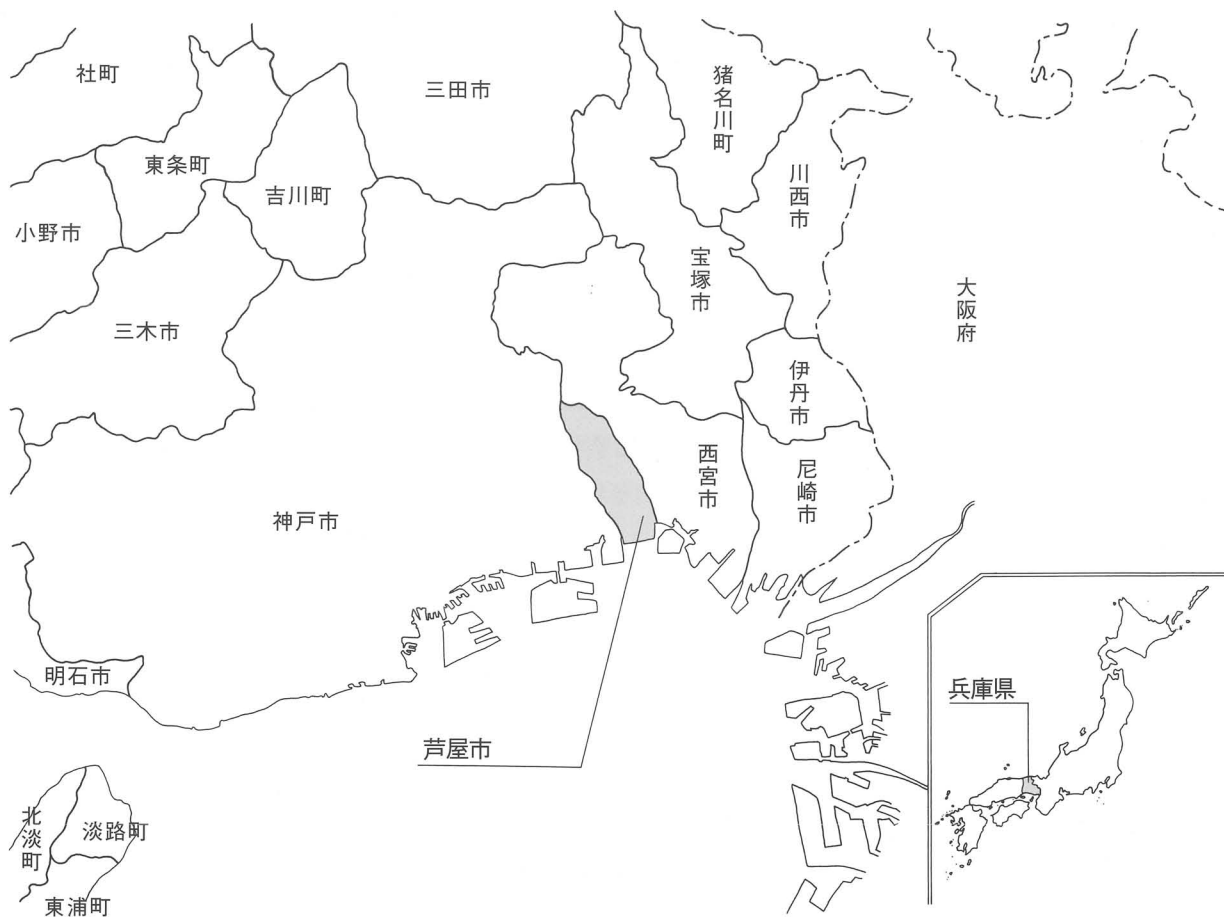 社町
三田市
猪名川町
東条町
吉川町
川西市
小野市
宝塚市
大阪府
三木市
伊丹市
西宮市
尼崎市
神戸市
明石市
兵庫県
芦屋市
北淡町
淡路町
東浦町